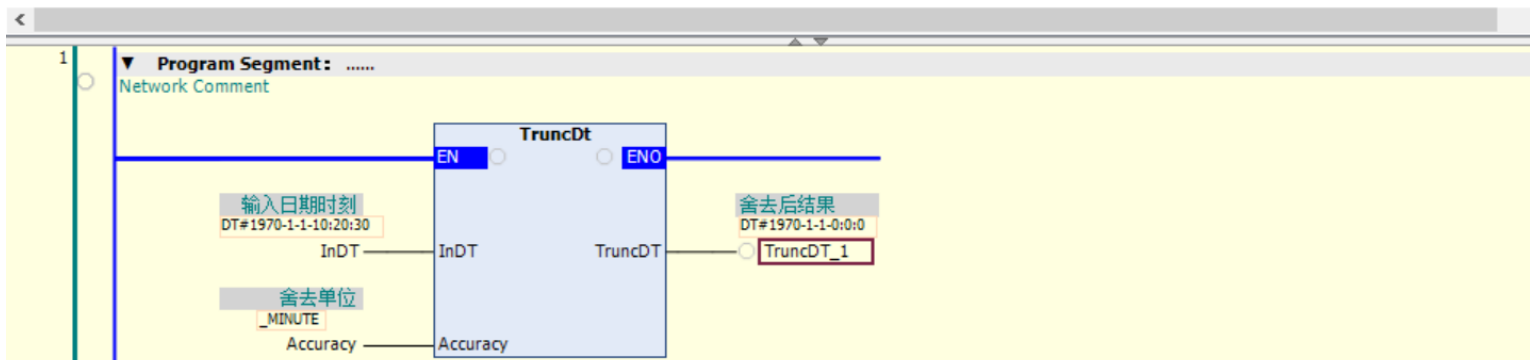 1
▼ Program Segment: ......
Network Comment
TruncDt
EN ENO
输入日期时刻 舍去后结果
DT#1970-1-1-10:20:30 DT#1970-1-1-0:0:0
InDT InDT TruncDT TruncDT_1
舍去单位
_MINUTE
Accuracy Accuracy